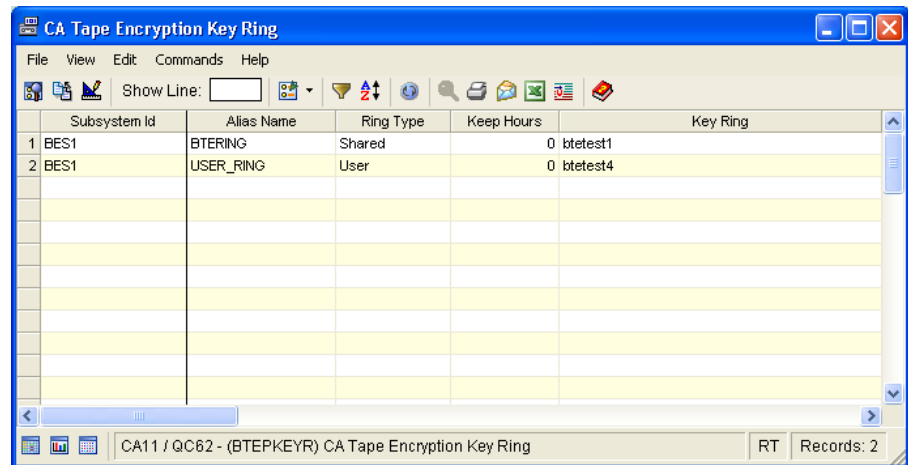 CA Tape Encryption Key Ring
File View Edit Commands Help
Show Line:
Subsystem Id Alias Name Ring Type Keep Hours Key Ring
1 BES1 BTERING Shared 0 btetest1
2 BES1 USER_RING User 0 btetest4
CA11 / QC62 - (BTEPKEYR) CA Tape Encryption Key Ring RT Records: 2